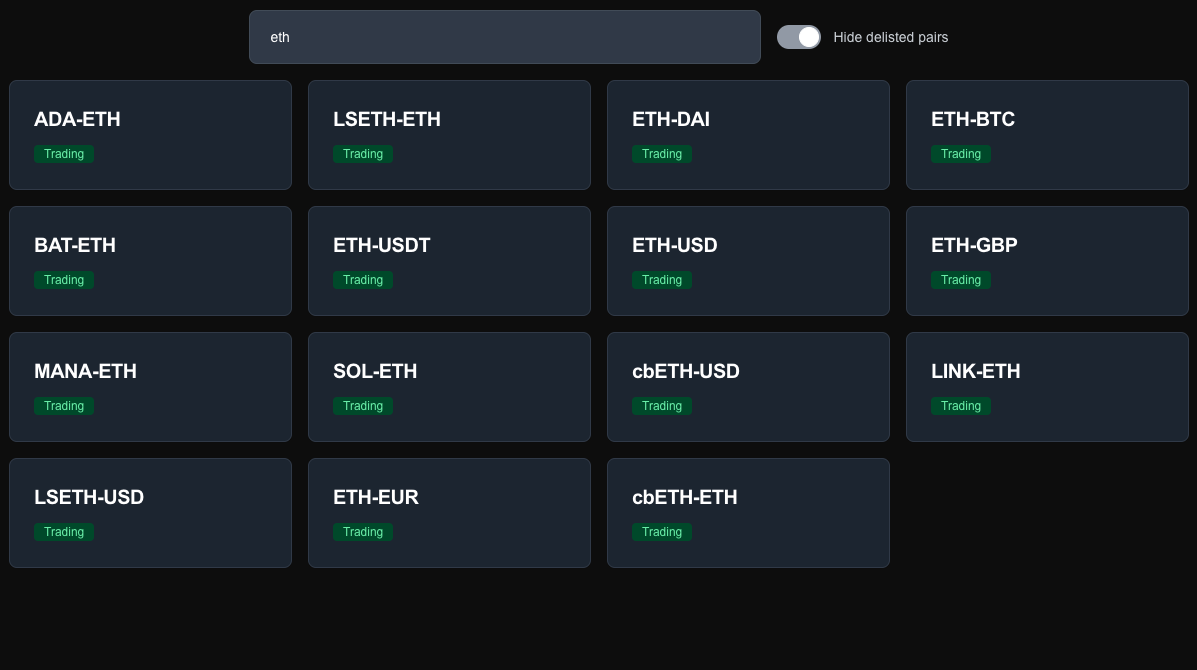 eth
Hide delisted pairs
ADA-ETH
Trading
LSETH-ETH
Trading
ETH-DAI
Trading
ETH-BTC
Trading
BAT-ETH
Trading
ETH-USDT
Trading
ETH-USD
Trading
ETH-GBP
Trading
MANA-ETH
Trading
SOL-ETH
Trading
cbETH-USD
Trading
LINK-ETH
Trading
LSETH-USD
Trading
ETH-EUR
Trading
cbETH-ETH
Trading